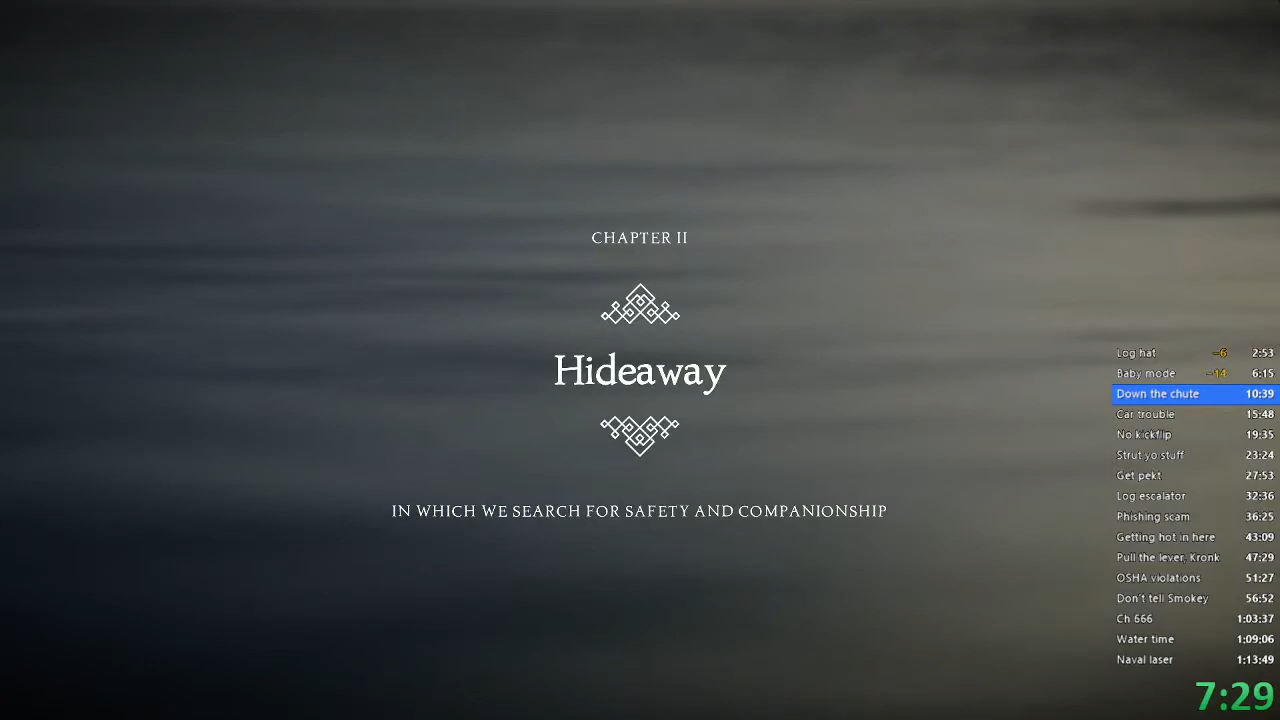 CHAPTER II
Hideaway
IN WHICH WE SEARCH FOR SAFETY AND COMPANIONSHIP
Log hat -6 2:53
Baby mode -14 6:15
Down the chute 10:39
Car trouble 15:48
No kickflip 19:35
Strut yo stuff 23:24
Get pekt 27:53
Log escalator 32:36
Phishing scam 36:25
Getting hot in here 43:09
Pull the lever, Kronk 47:29
OSHA violations 51:27
Don't tell Smokey 56:52
Ch 666 1:03:37
Water time 1:09:06
Naval laser 1:13:49
7:29